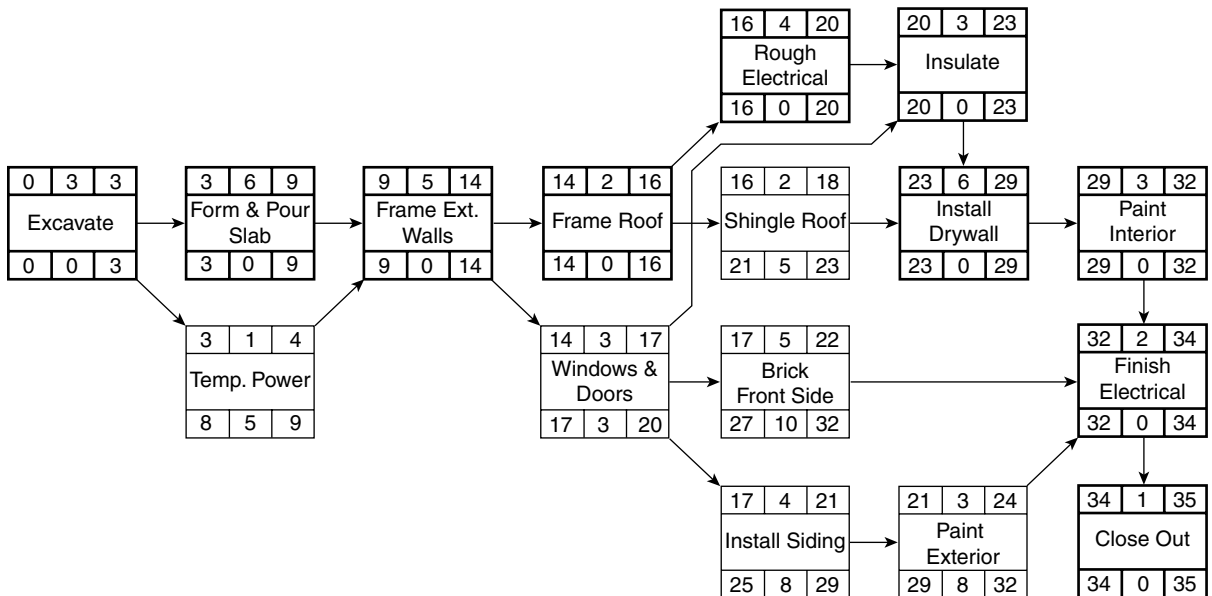 16 4 20
Rough
Electrical
16 0 20
20 3 23
Insulate
20 0 23
0 3 3
Excavate
0 0 3
3 6 9
Form & Pour
Slab
3 0 9
9 5 14
Frame Ext.
Walls
9 0 14
14 2 16
Frame Roof
14 0 16
16 2 18
Shingle Roof
21 5 23
23 6 29
Install
Drywall
23 0 29
29 3 32
Paint
Interior
29 0 32
3 1 4
Temp. Power
8 5 9
14 3 17
Windows &
Doors
17 3 20
17 5 22
Brick
Front Side
27 10 32
32 2 34
Finish
Electrical
32 0 34
17 4 21
Install Siding
25 8 29
21 3 24
Paint
Exterior
29 8 32
34 1 35
Close Out
34 0 35